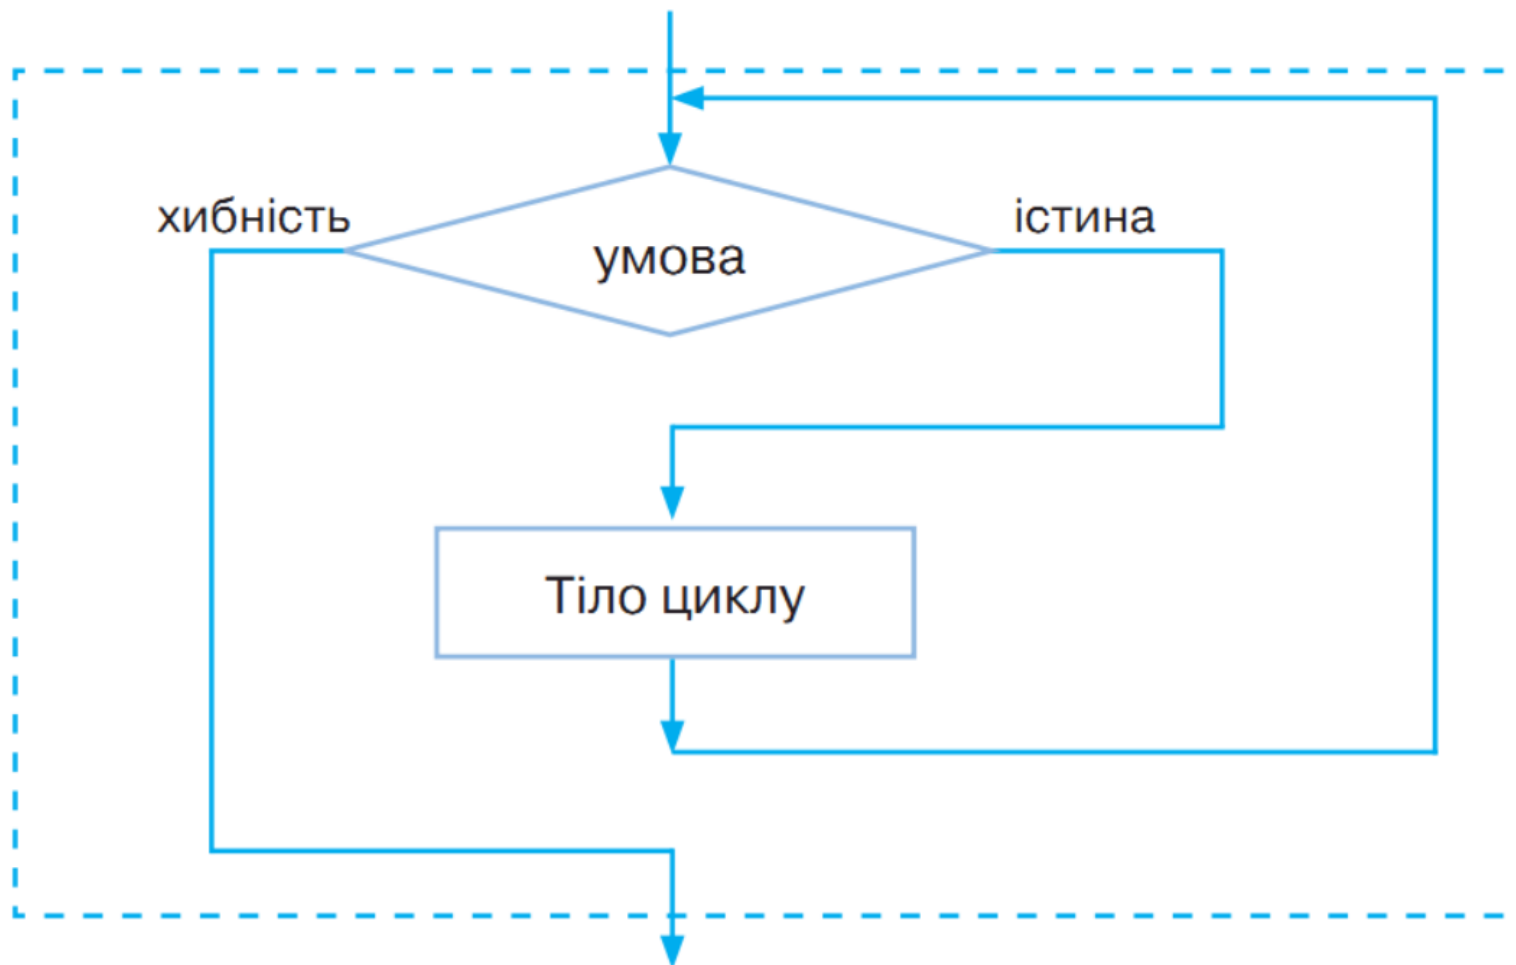 хибність
умова
істина
Тіло циклу